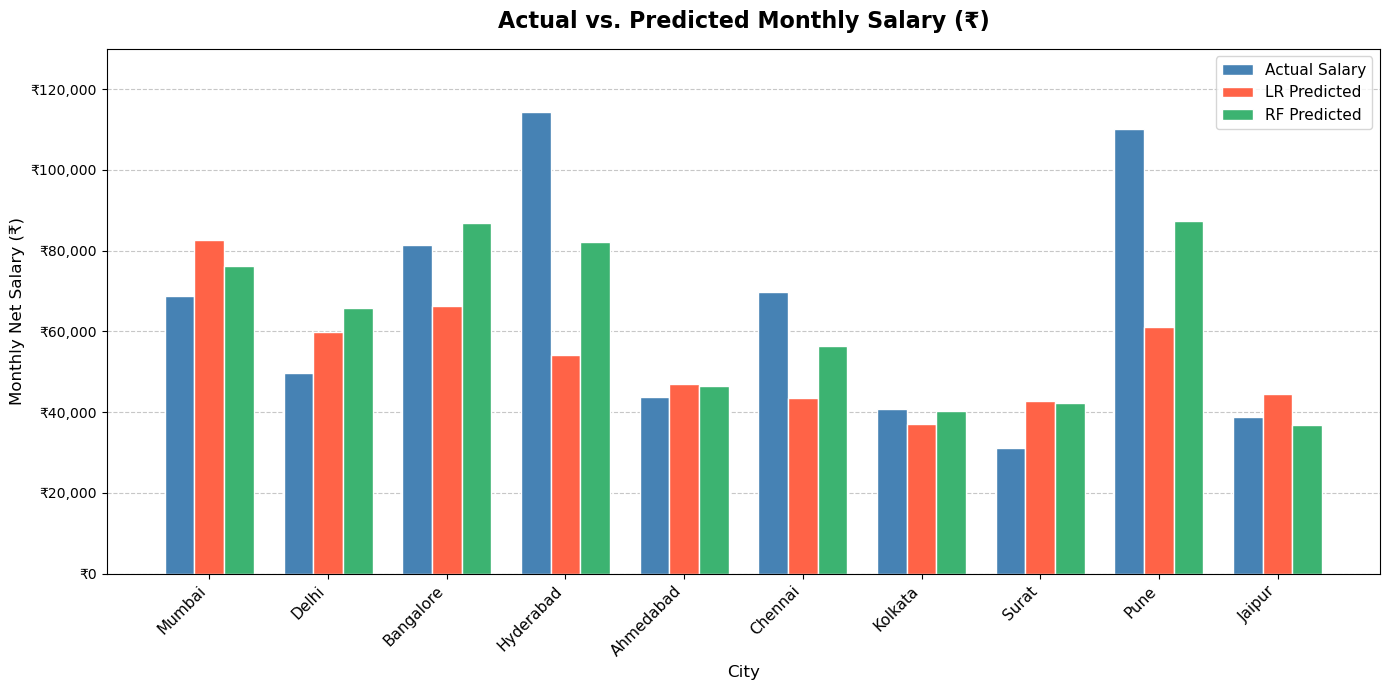 Actual vs. Predicted Monthly Salary (₹)
Actual Salary
LR Predicted
RF Predicted
Monthly Net Salary (₹)
₹120,000
₹100,000
₹80,000
₹60,000
₹40,000
₹20,000
₹0
Mumbai
Delhi
Bangalore
Hyderabad
Ahmedabad
Chennai
Kolkata
Surat
Pune
Jaipur
City